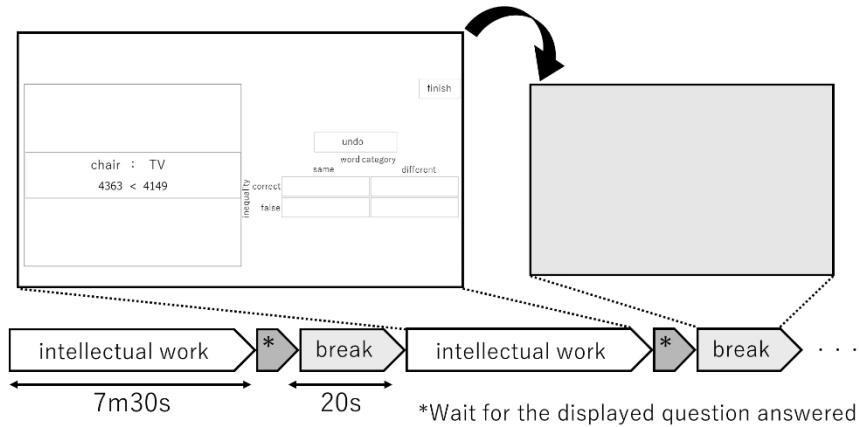 finish
undo
word category
same different
chair : TV
4363 < 4149
inequality
correct
false
intellectual work * break intellectual work * break · · ·
7m30s 20s
*Wait for the displayed question answered